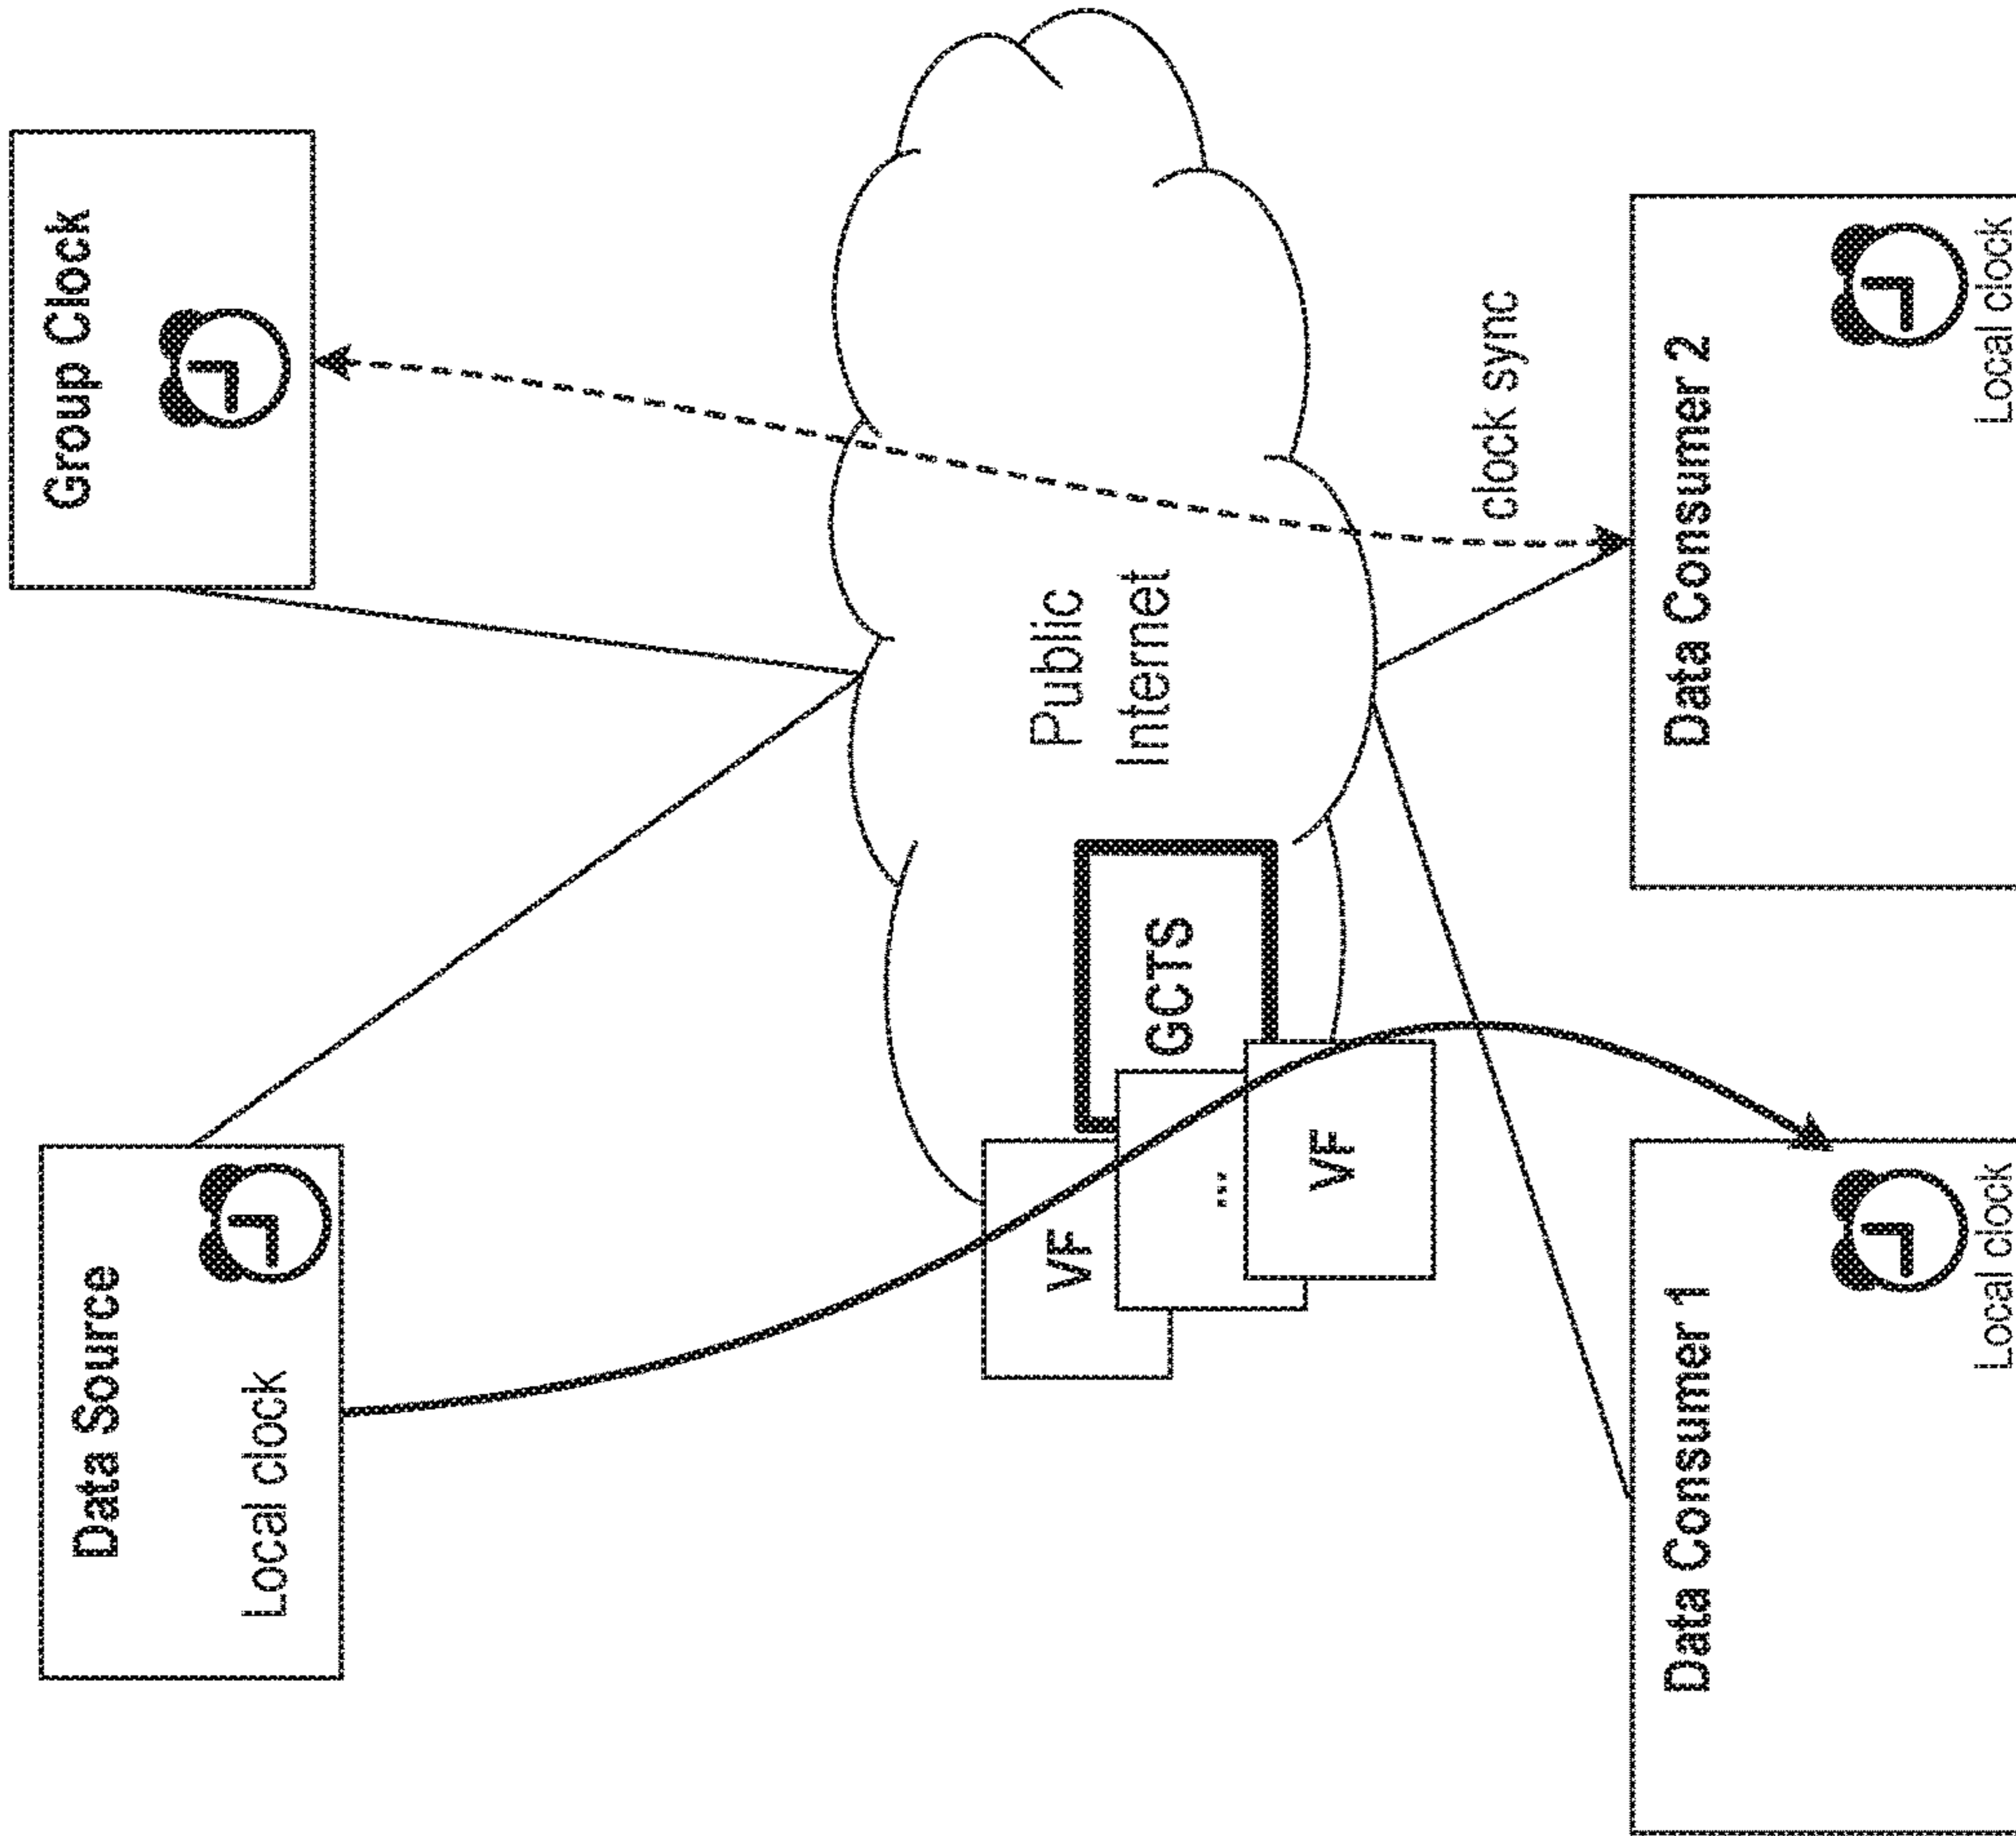 Data Source
Local clock
Group Clock
Public
Internet
VF
...
VF
GCTS
clock sync
Data Consumer 1
Local clock
Data Consumer 2
Local clock